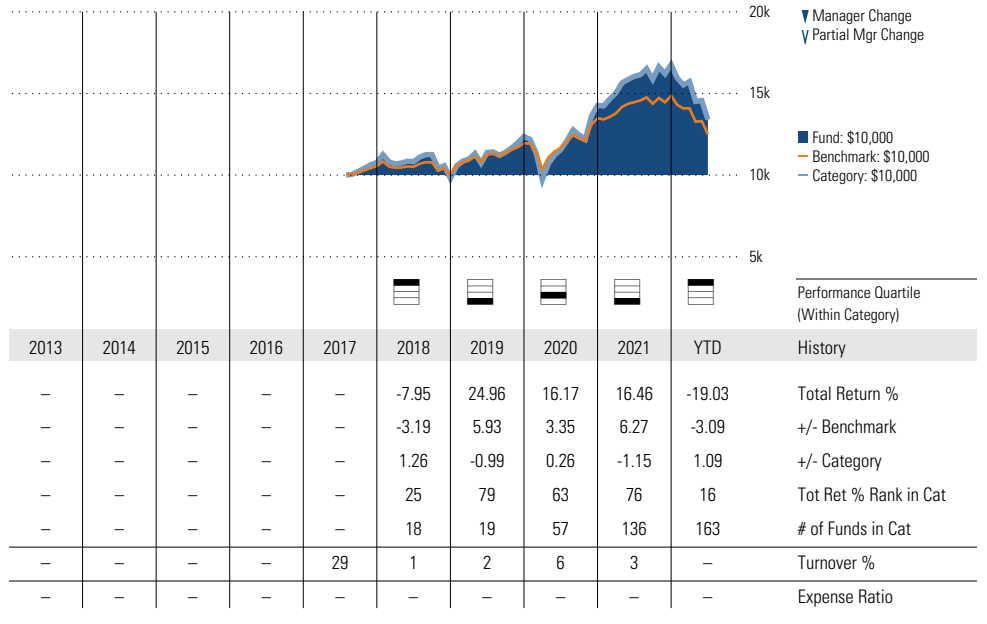 20k
15k
10k
5k
Manager Change
Partial Mgr Change
Fund: $10,000
Benchmark: $10,000
Category: $10,000
Performance Quartile
(Within Category)
2013 2014 2015 2016 2017 2018 2019 2020 2021 YTD History
– – – – – -7.95 24.96 16.17 16.46 -19.03 Total Return %
– – – – – -3.19 5.93 3.35 6.27 -3.09 +/- Benchmark
– – – – – 1.26 -0.99 0.26 -1.15 1.09 +/- Category
– – – – – 25 79 63 76 16 Tot Ret % Rank in Cat
– – – – – 18 19 57 136 163 # of Funds in Cat
– – – – 29 1 2 6 3 – Turnover %
– – – – – – – – – – Expense Ratio